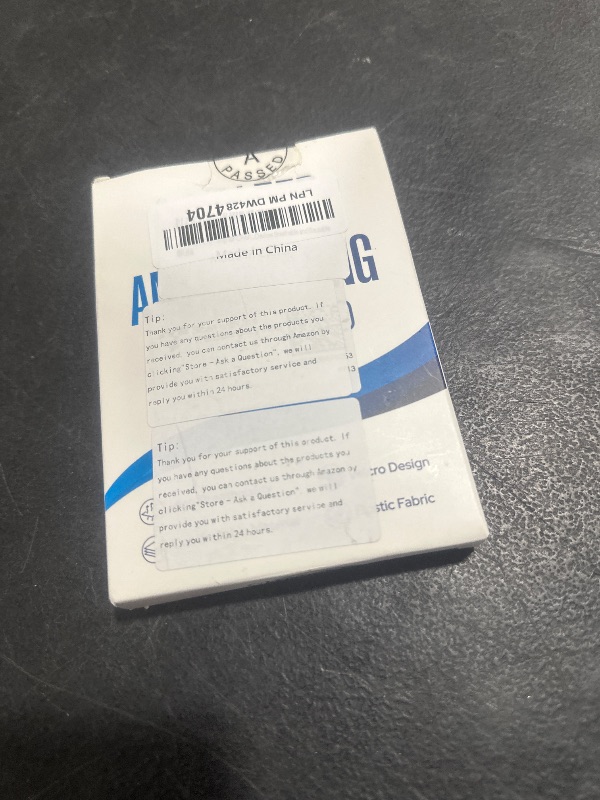 A
PASSED
LPN PM DW4284704
Made in China
G
Tip:
Thank you for your support of this product. If
you have any questions about the products you
received, you can contact us through Amazon by
clicking"Store - Ask a Question", we will
provide you with satisfactory service and
reply you within 24 hours.
Tip:
Thank you for your support of this product. If
you have any questions about the products you
received, you can contact us through Amazon by
clicking"Store - Ask a Question", we will
provide you with satisfactory service and
reply you within 24 hours.
cro Design
stic Fabric